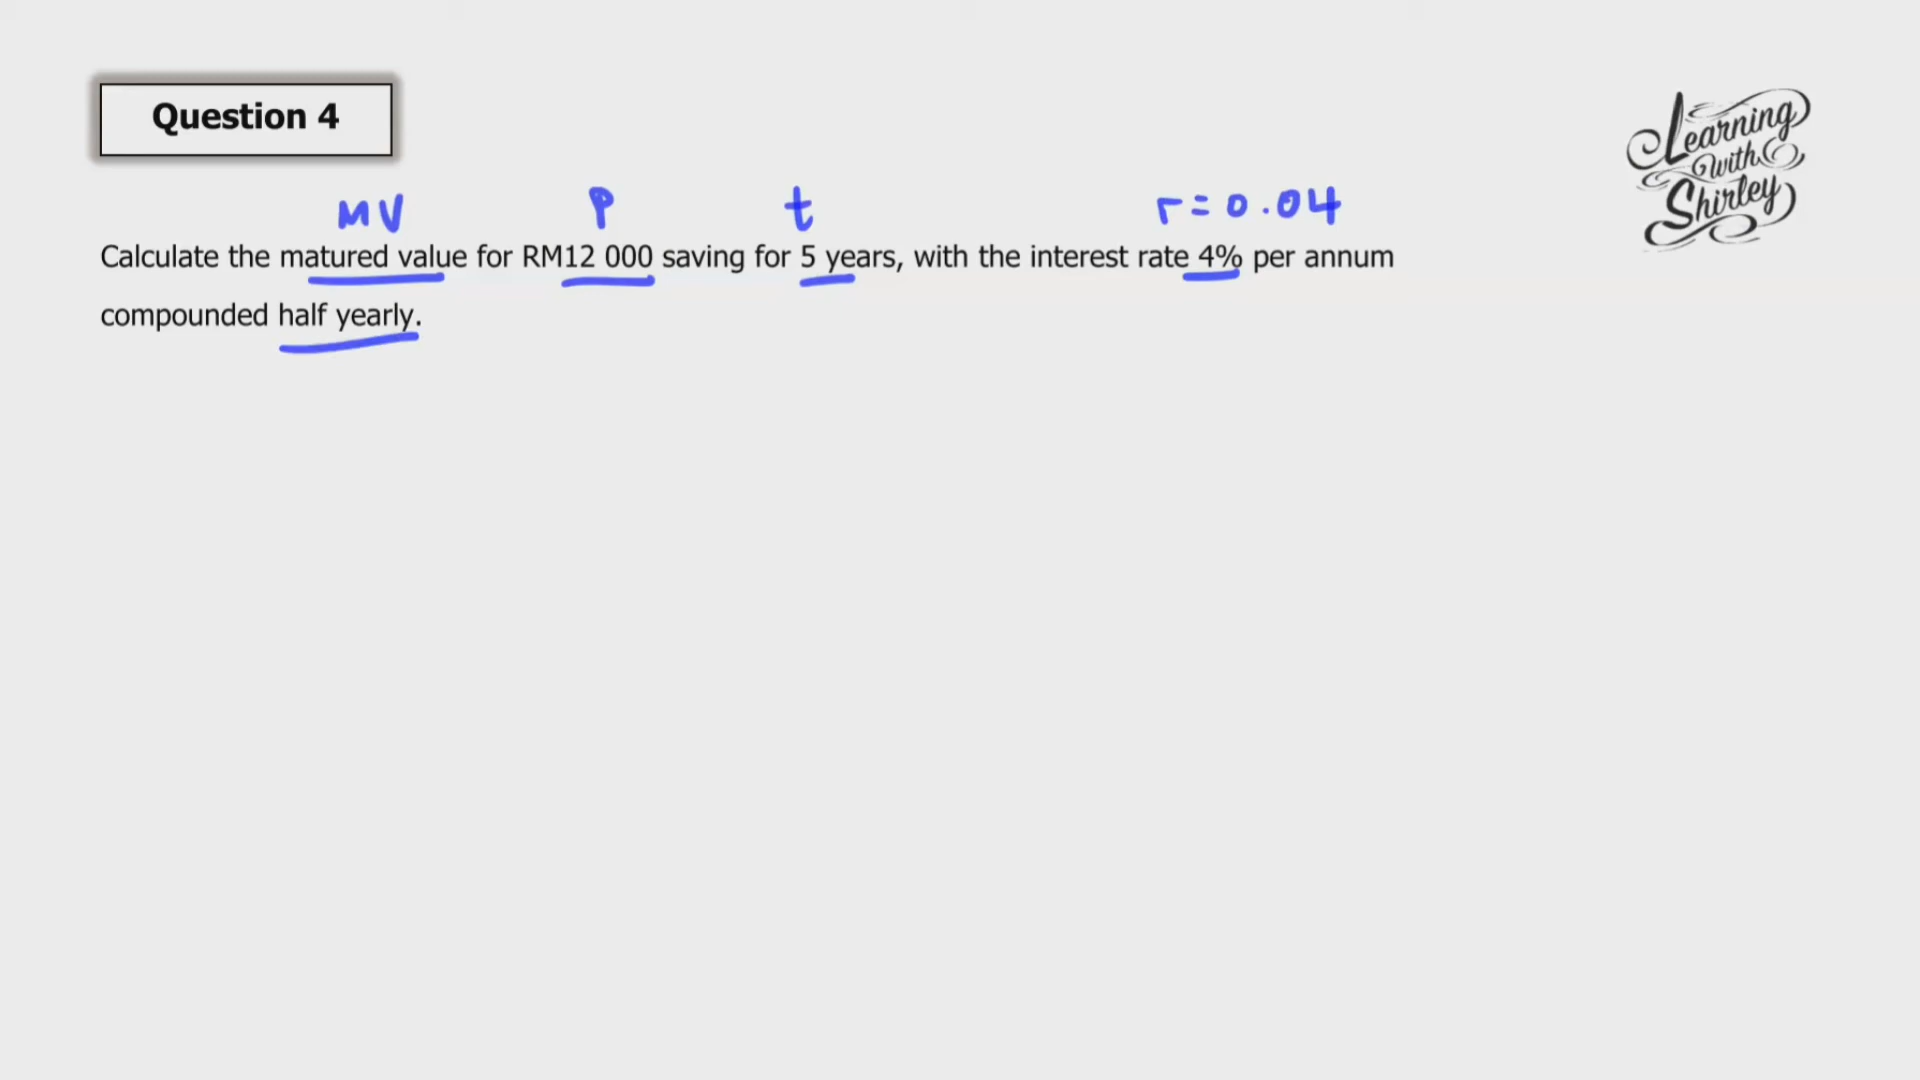 Question 4
Learning
with
Shirley
MV P t r = 0.04
Calculate the matured value for RM12 000 saving for 5 years, with the interest rate 4% per annum
compounded half yearly.